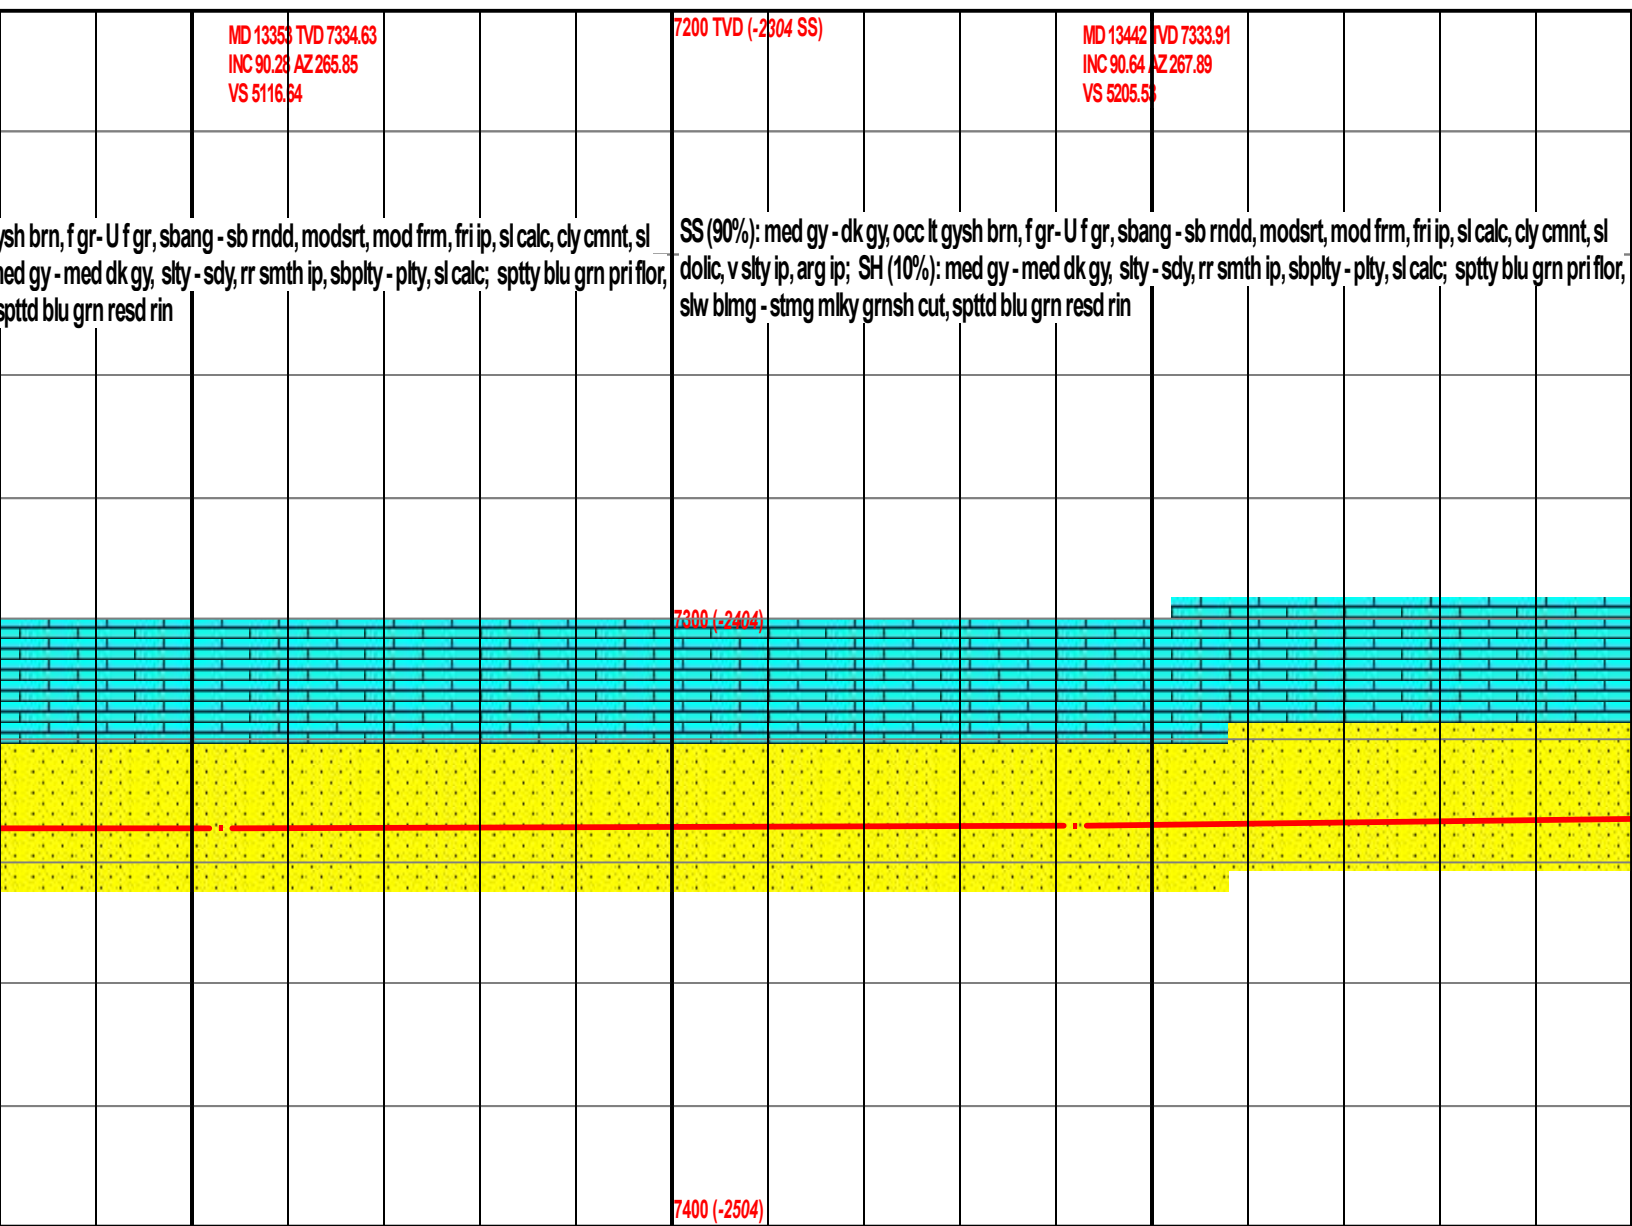 MD 13353 TVD 7334.63
INC 90.28 AZ 265.85
VS 5116.64
7200 TVD (-2304 SS)
MD 13442 TVD 7333.91
INC 90.64 AZ 267.89
VS 5205.53
ysh brn, f gr- U f gr, sbang - sb rndd, modsrt, mod frm, fri ip, sl calc, cly cmnt, sl
ned gy - med dk gy, slty - sdy, rr smth ip, sbplty - plty, sl calc; sptty blu grn pri flor,
spttd blu grn resd rin
SS (90%): med gy - dk gy, occ lt gysh brn, f gr- U f gr, sbang - sb rndd, modsrt, mod frm, fri ip, sl calc, cly cmnt, sl
dolic, v slty ip, arg ip; SH (10%): med gy - med dk gy, slty - sdy, rr smth ip, sbplty - plty, sl calc; sptty blu grn pri flor,
slw blmg - stmg mlky grnsh cut, spttd blu grn resd rin
7300 (-2404)
7400 (-2504)